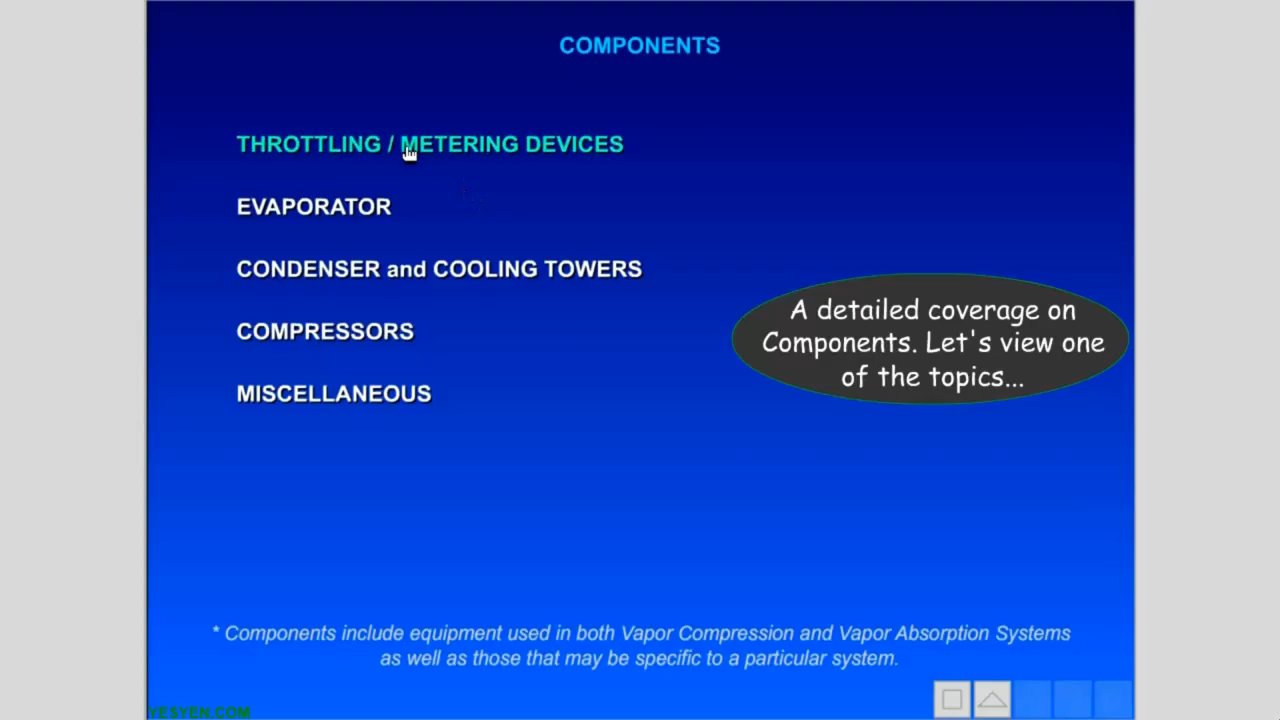 COMPONENTS
THROTTLING / METERING DEVICES
EVAPORATOR
CONDENSER and COOLING TOWERS
COMPRESSORS
MISCELLANEOUS
A detailed coverage on
Components. Let's view one
of the topics...
* Components include equipment used in both Vapor Compression and Vapor Absorption Systems
as well as those that may be specific to a particular system.
YESYEN.COM